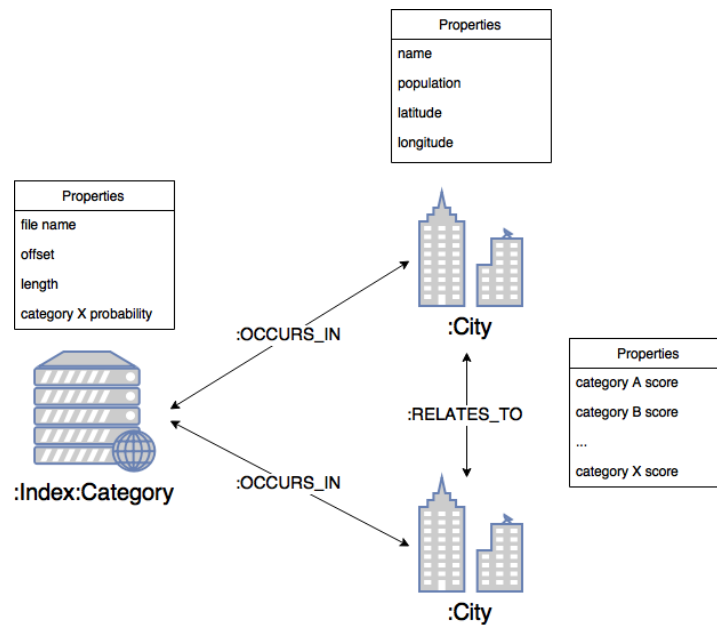 Properties
name
population
latitude
longitude
Properties
file name
offset
length
category X probability
:City
:OCCURS_IN
Properties
category A score
category B score
...
category X score
:RELATES_TO
:Index:Category
:OCCURS_IN
:City